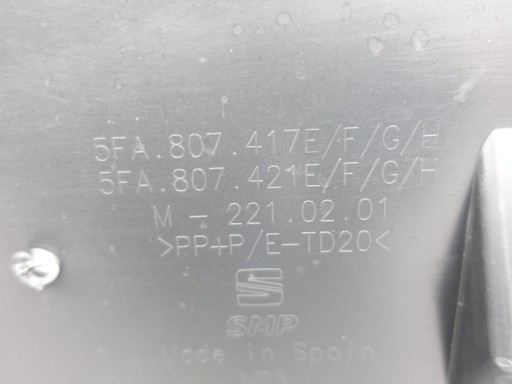 5FA.807.417E/F/G/H
5FA.807.421E/F/G/H
M-221.02.01
>PP+P/E-TD20<
SMP
Made in Spain